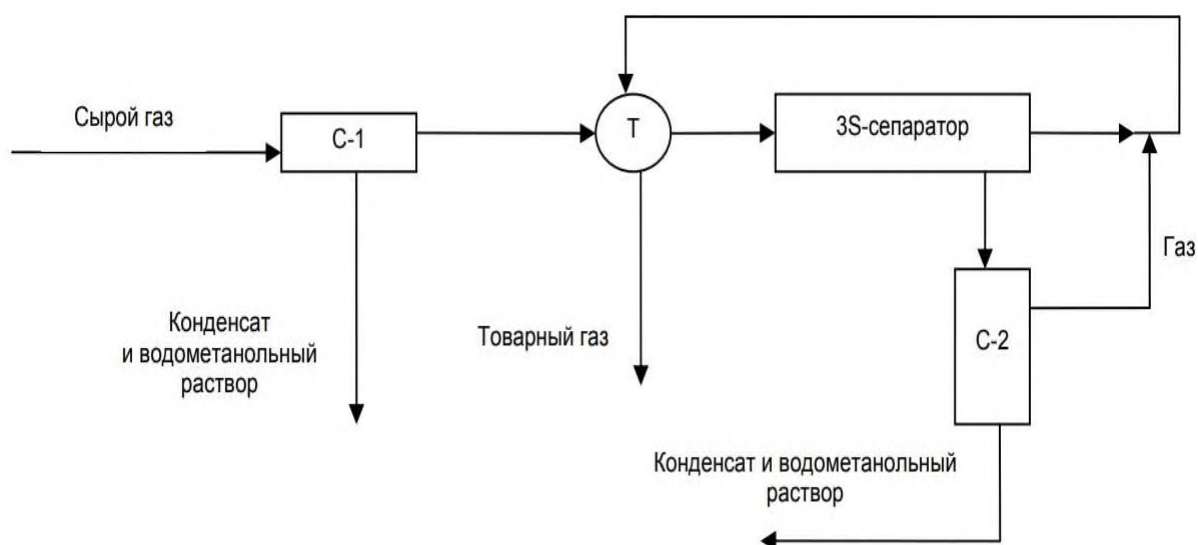 Сырой газ
С-1
Т
3S-сепаратор
Газ
С-2
Конденсат
и водометанольный
раствор
Товарный газ
Конденсат и водометанольный
раствор